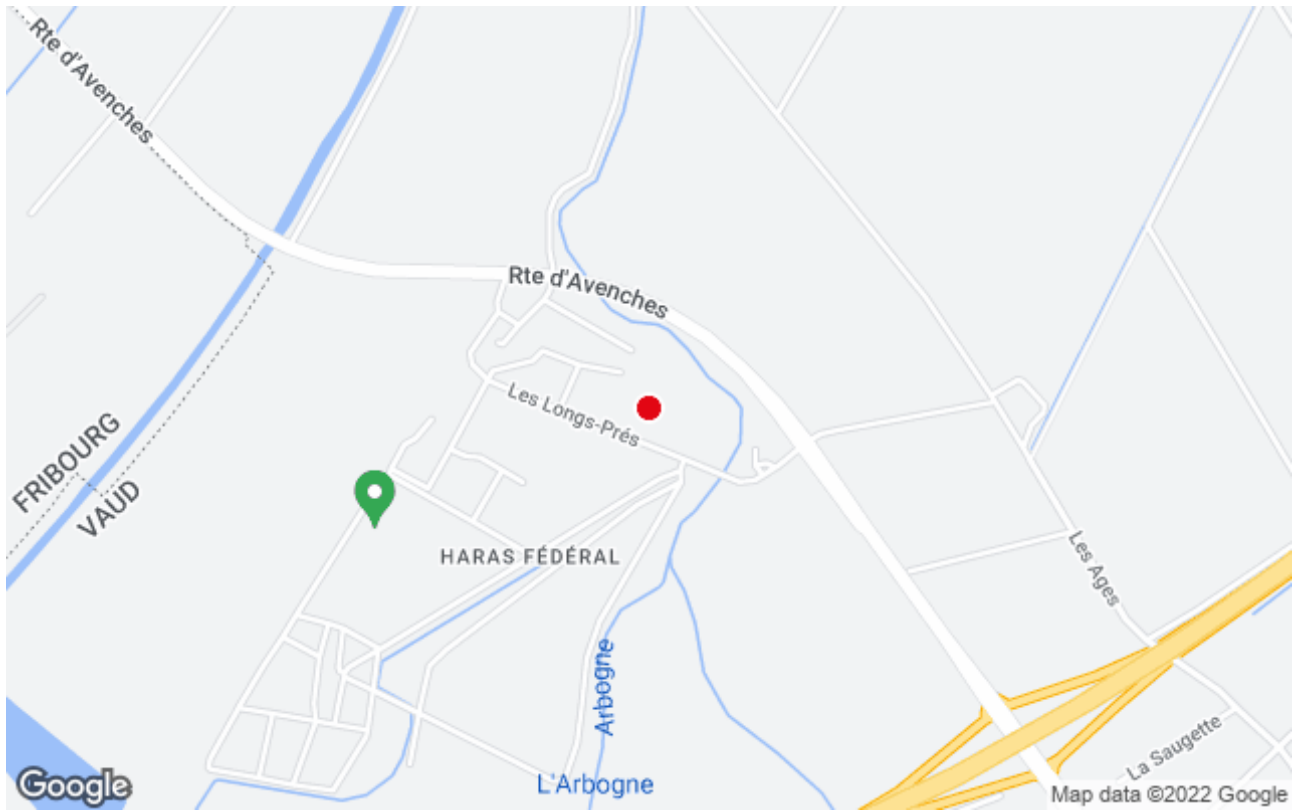 Rte d'Avenches
Rte d'Avenches
Les Longs-Prés
FRIBOURG
VAUD
HARAS FÉDÉRAL
Les Ages
Arbogne
L'Arbogne
La Saugette
Google
Map data ©2022 Google